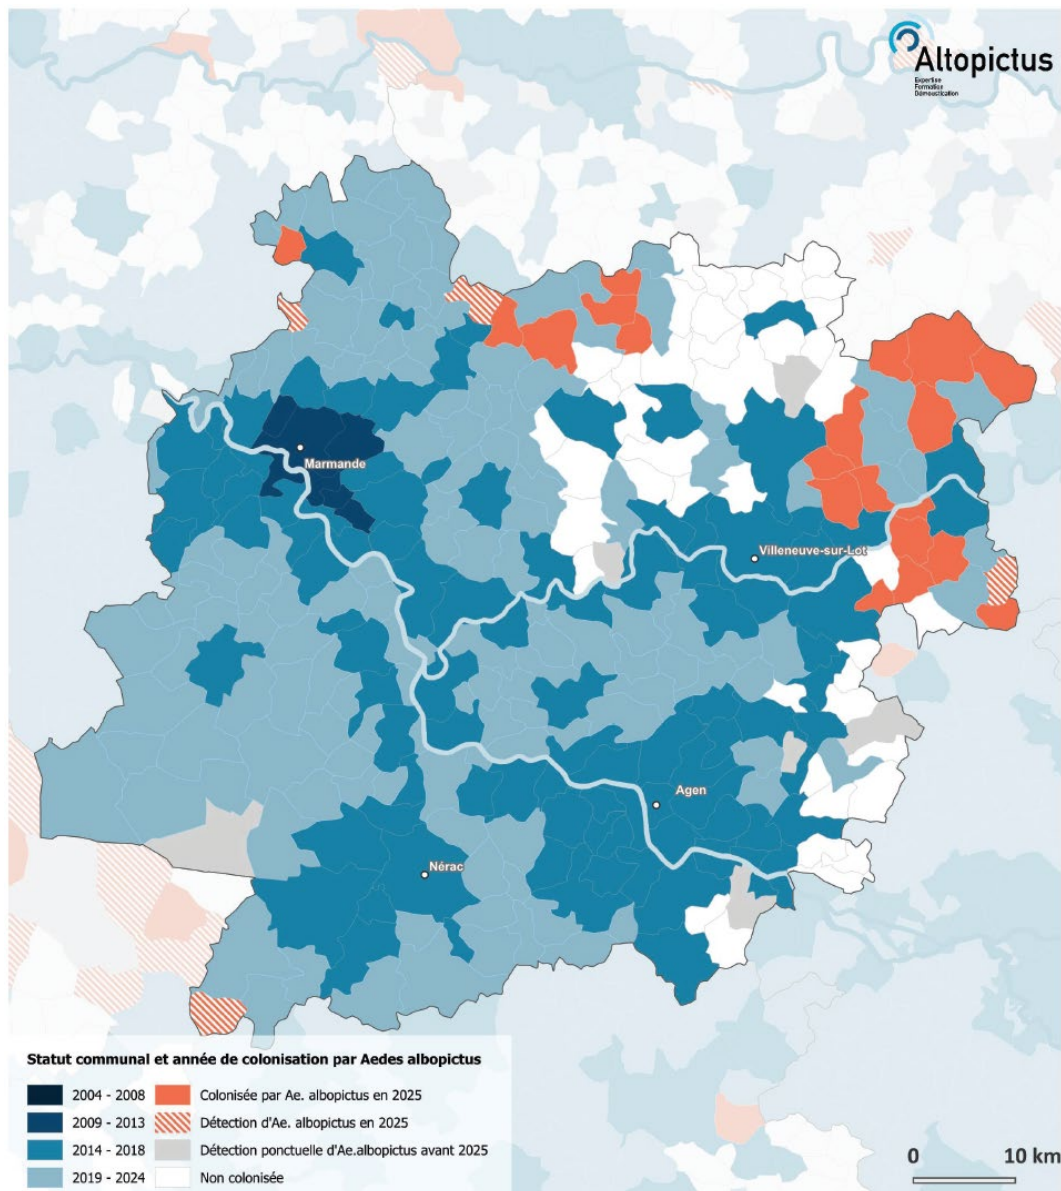 Altopictus
Expertise
Formation
Démoustication
Marmande
Villeneuve-sur-Lot
Agen
Nérac
Statut communal et année de colonisation par Aedes albopictus
2004 - 2008
Colonisée par Ae. albopictus en 2025
2009 - 2013
Détection d'Ae. albopictus en 2025
2014 - 2018
Détection ponctuelle d'Ae.albopictus avant 2025
2019 - 2024
Non colonisée
0 10 km